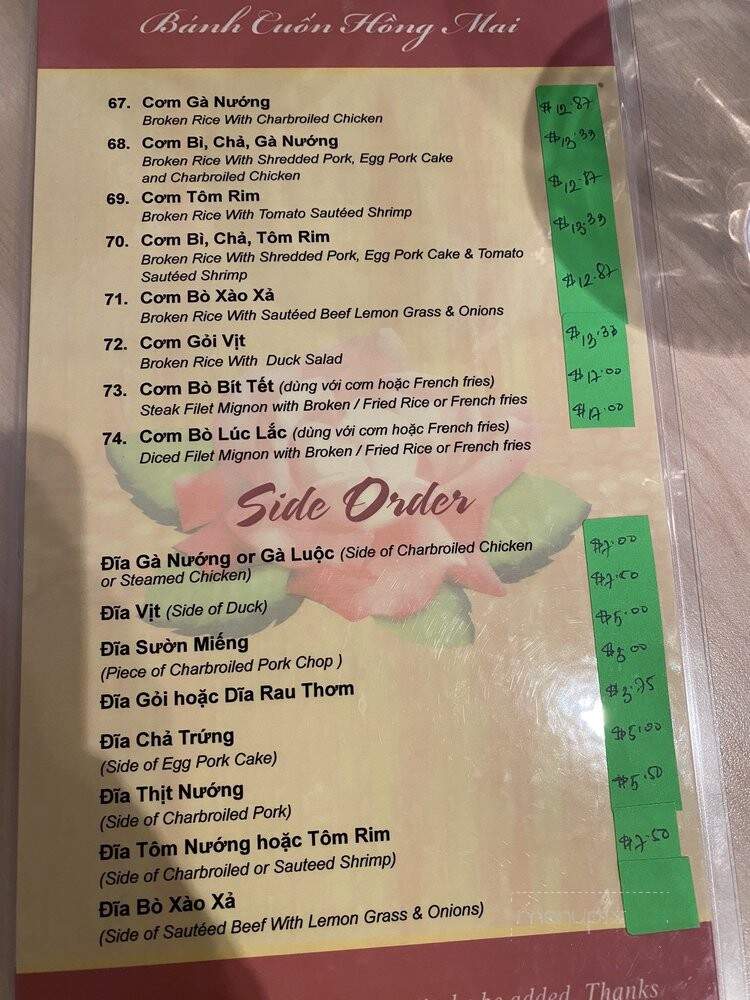 Bánh Cuốn Hồng Mai
67. Cơm Gà Nướng $12.87
Broken Rice With Charbroiled Chicken
68. Cơm Bì, Chả, Gà Nướng $13.33
Broken Rice With Shredded Pork, Egg Pork Cake
and Charbroiled Chicken
69. Cơm Tôm Rim $12.87
Broken Rice With Tomato Sautéed Shrimp
70. Cơm Bì, Chả, Tôm Rim $13.33
Broken Rice With Shredded Pork, Egg Pork Cake & Tomato
Sautéed Shrimp
71. Cơm Bò Xào Xả $12.87
Broken Rice With Sautéed Beef Lemon Grass & Onions
72. Cơm Gỏi Vịt $13.33
Broken Rice With Duck Salad
73. Cơm Bò Bít Tết (dùng với cơm hoặc French fries) $17.00
Steak Filet Mignon with Broken / Fried Rice or French fries
74. Cơm Bò Lúc Lắc (dùng với cơm hoặc French fries) $17.00
Diced Filet Mignon with Broken / Fried Rice or French fries
Side Order
Đĩa Gà Nướng or Gà Luộc (Side of Charbroiled Chicken $7.00
or Steamed Chicken)
Đĩa Vịt (Side of Duck) $7.50
Đĩa Sườn Miếng $5.00
(Piece of Charbroiled Pork Chop )
Đĩa Gỏi hoặc Dĩa Rau Thơm $3.00
Đĩa Chả Trứng $3.75
(Side of Egg Pork Cake)
Đĩa Thịt Nướng $5.00
(Side of Charbroiled Pork)
Đĩa Tôm Nướng hoặc Tôm Rim $5.50
(Side of Charbroiled or Sauteed Shrimp)
Đĩa Bò Xào Xả $7.50
(Side of Sautéed Beef With Lemon Grass & Onions)
be added. Thanks